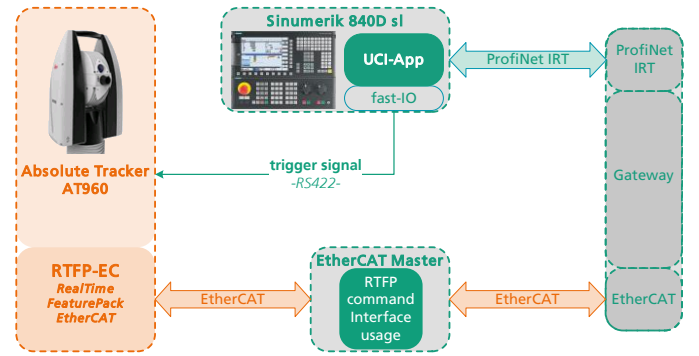 Sinumerik 840D sl
UCI-App
fast-IO
ProfiNet IRT
ProfiNet
IRT
Absolute Tracker
AT960
trigger signal
-RS422-
Gateway
RTFP-EC
RealTime
FeaturePack
EtherCAT
EtherCAT
EtherCAT Master
RTFP
command
Interface
usage
EtherCAT
EtherCAT